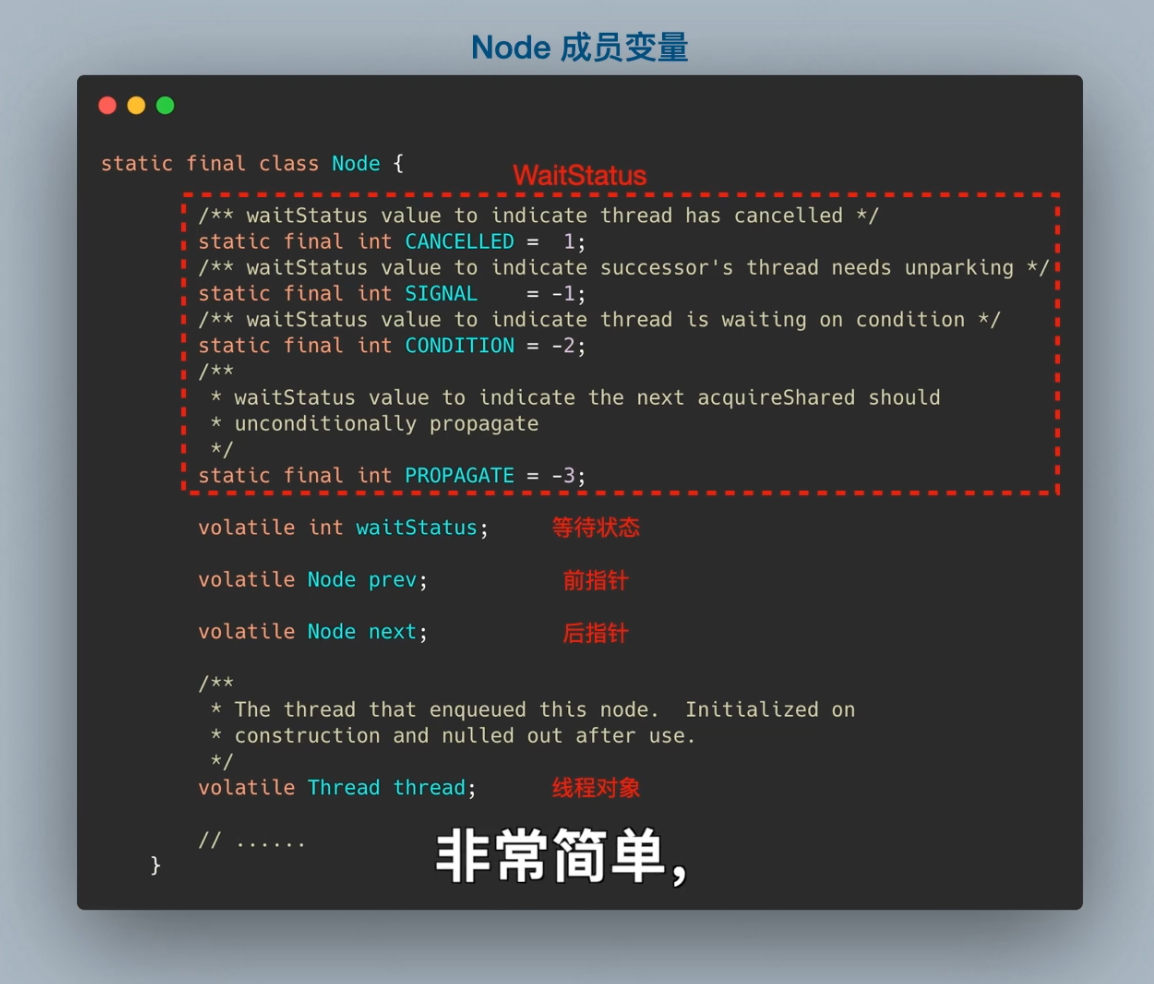 Node 成员变量
static final class Node {
WaitStatus
/** waitStatus value to indicate thread has cancelled */
static final int CANCELLED =  1;
/** waitStatus value to indicate successor's thread needs unparking */
static final int SIGNAL    = -1;
/** waitStatus value to indicate thread is waiting on condition */
static final int CONDITION = -2;
/**
* waitStatus value to indicate the next acquireShared should
* unconditionally propagate
*/
static final int PROPAGATE = -3;
volatile int waitStatus; 等待状态
volatile Node prev; 前指针
volatile Node next; 后指针
/**
* The thread that enqueued this node.  Initialized on
* construction and nulled out after use.
*/
volatile Thread thread; 线程对象
// ......
}
非常简单,